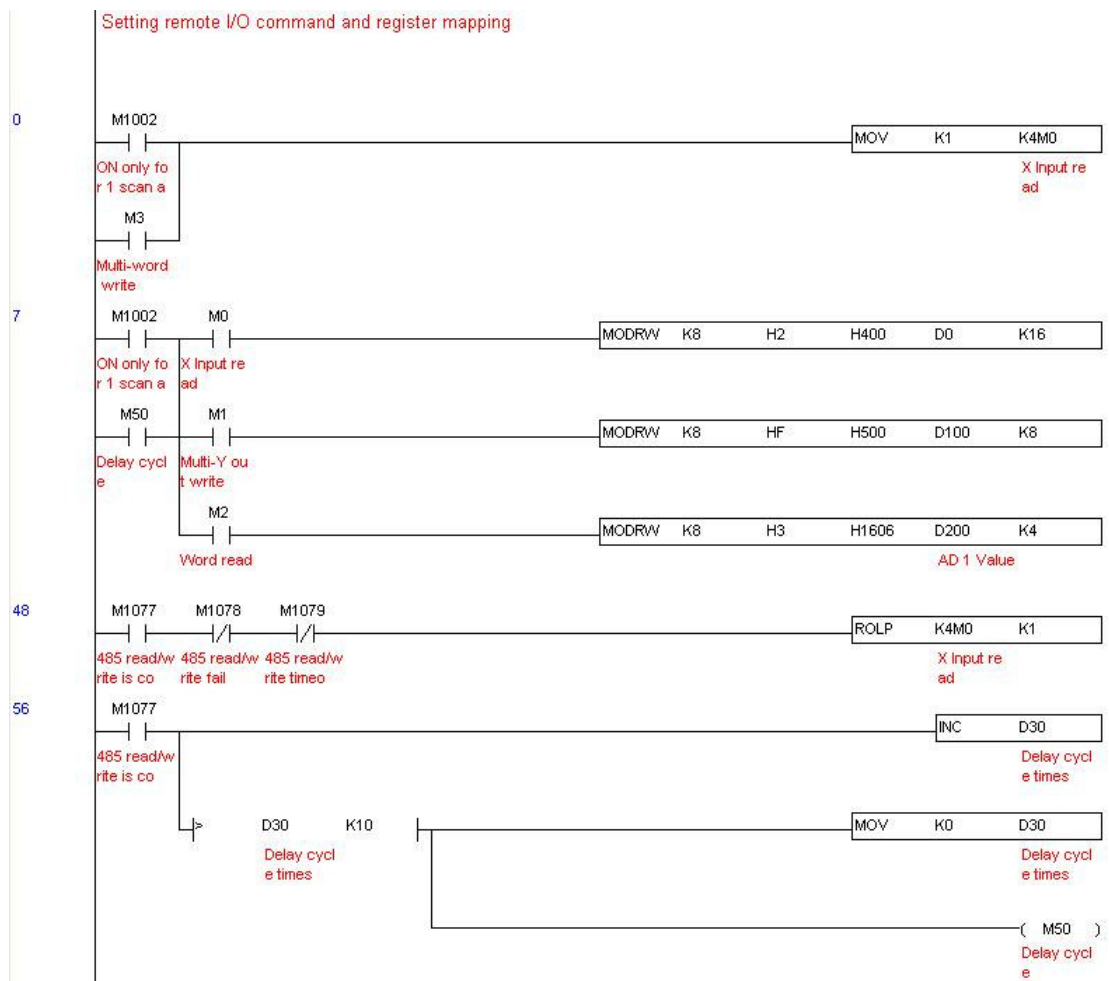 Setting remote I/O command and register mapping
0
M1002
MOV K1 K4M0
ON only fo
r 1 scan a
X Input re
ad
M3
Multi-word
write
7
M1002 M0
MODRW K8 H2 H400 D0 K16
ON only fo X Input re
r 1 scan a ad
M50 M1
MODRW K8 HF H500 D100 K8
Delay cycl Multi-Y ou
e t write
M2
MODRW K8 H3 H1606 D200 K4
Word read AD 1 Value
48
M1077 M1078 M1079
ROLP K4M0 K1
485 read/w 485 read/w 485 read/w X Input re
rite is co rite fail rite timeo ad
56
M1077
INC D30
485 read/w Delay cycl
rite is co e times
> D30 K10 MOV K0 D30
Delay cycl Delay cycl
e times e times
( M50 )
Delay cycl
e